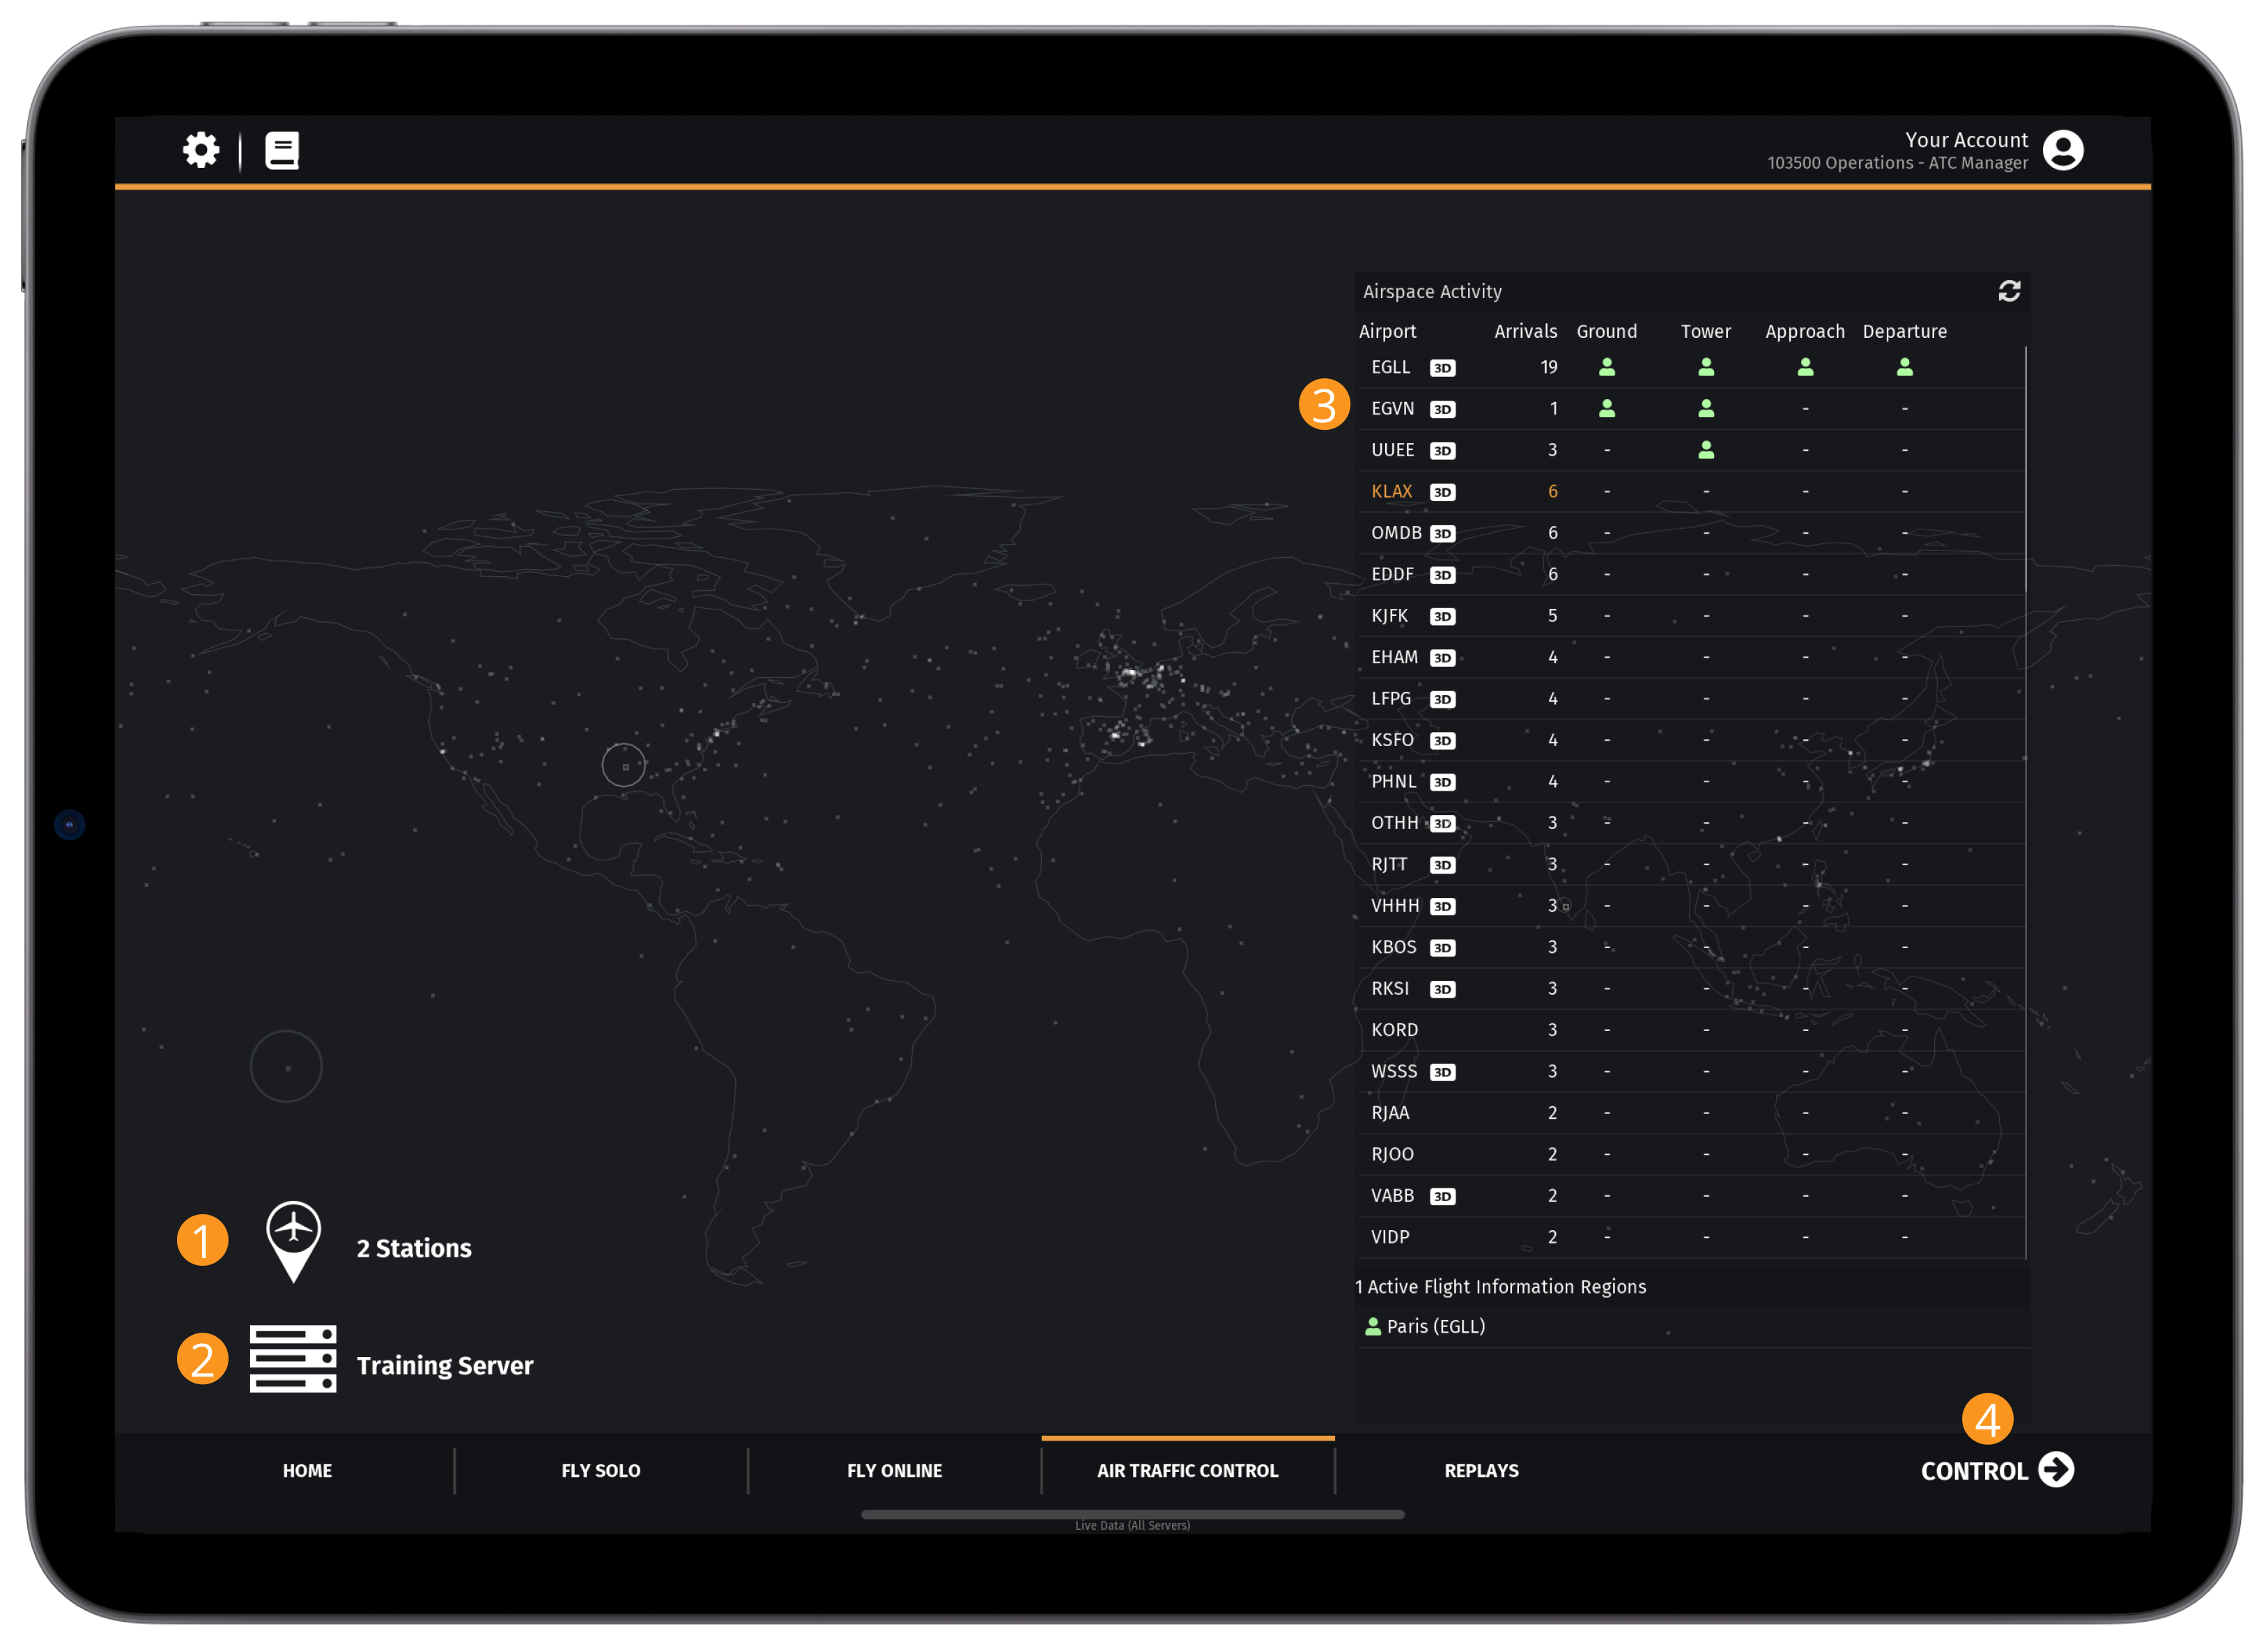 Your Account
103500 Operations - ATC Manager
Airspace Activity
Airport Arrivals Ground Tower Approach Departure
EGLL 3D 19
3
EGVN 3D 1 - -
UUEE 3D 3 - - -
KLAX 3D 6 - - - -
OMDB 3D 6 - - - -
EDDF 3D 6 - - - -
KJFK 3D 5 - - - -
EHAM 3D 4 - - - -
LFPG 3D 4 - - - -
KSFO 3D 4 - - - -
PHNL 3D 4 - - - -
OTHH 3D 3 - - - -
RJTT 3D 3 - - - -
VHHH 3D 3 - - - -
KBOS 3D 3 - - - -
RKSI 3D 3 - - - -
KORD 3 - - - -
WSSS 3D 3 - - - -
RJAA 2 - - - -
RJOO 2 - - - -
VABB 3D 2 - - - -
VIDP 2 - - - -
1 Active Flight Information Regions
Paris (EGLL)
1 2 Stations
2 Training Server
4
HOME FLY SOLO FLY ONLINE AIR TRAFFIC CONTROL REPLAYS CONTROL
Live Data (All Servers)